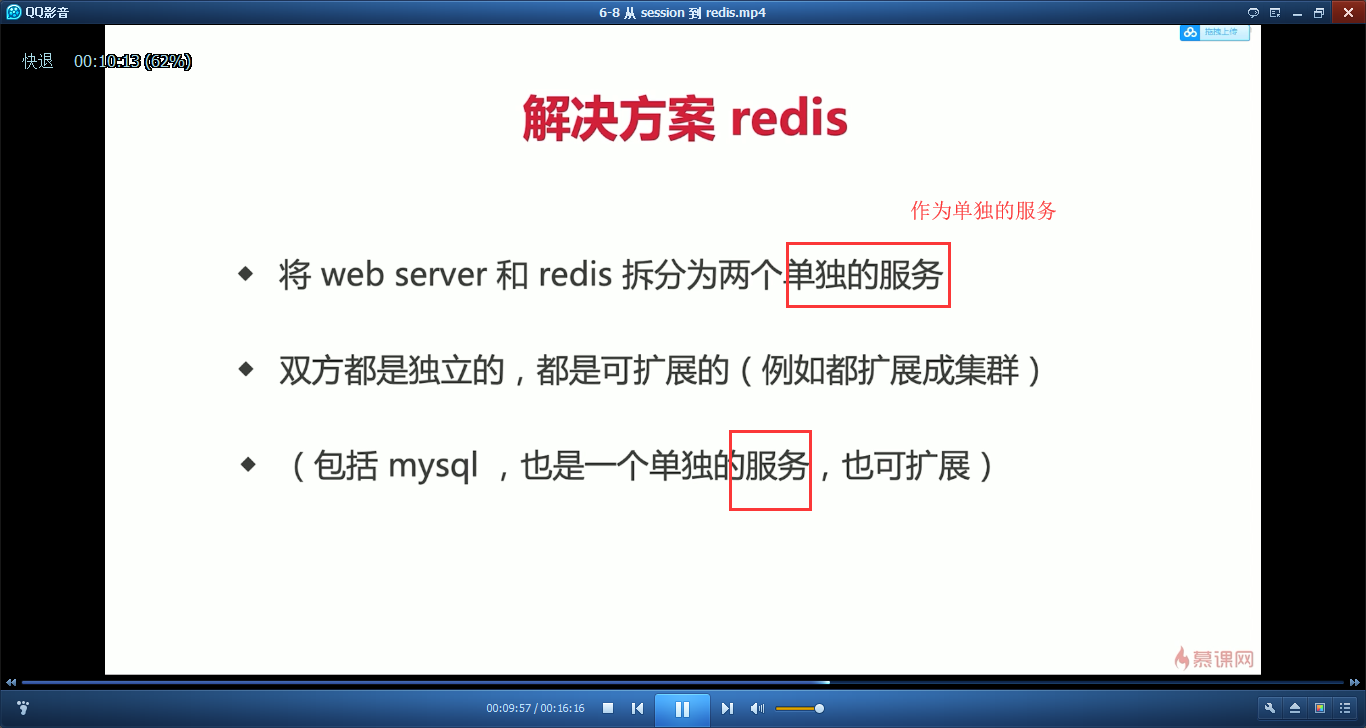 QQ影音
6-8 从 session 到 redis.mp4
拖拽上传
快退 00:10:13 (62%)
解决方案 redis
作为单独的服务
将 web server 和 redis 拆分为两个单独的服务
双方都是独立的，都是可扩展的（例如都扩展成集群）
（包括 mysql ，也是一个单独的服务，也可扩展）
慕课网
00:09:57 / 00:16:16